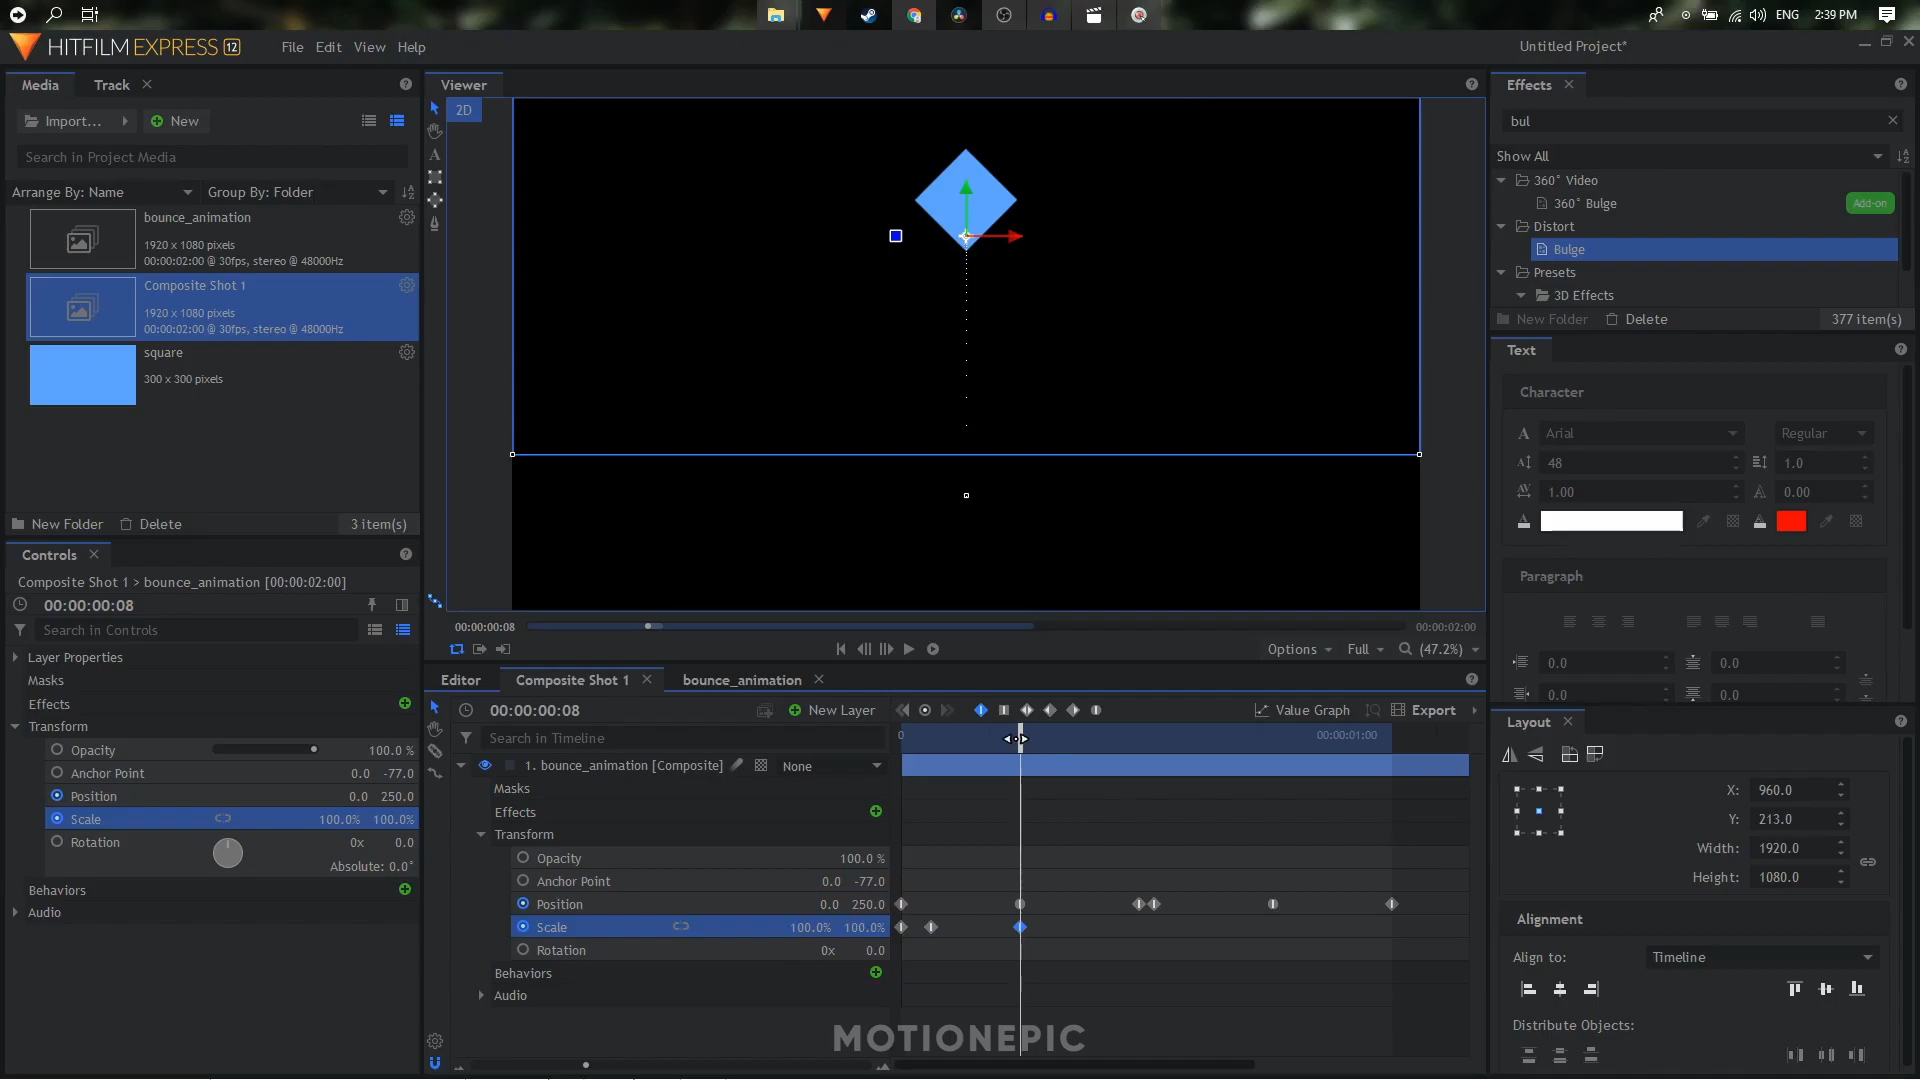 ENG
2:39 PM
HITFILM EXPRESS 12
File Edit View Help
Untitled Project*
Media
Track
Import...
New
Search in Project Media
Arrange By: Name
Group By: Folder
bounce_animation
1920 x 1080 pixels
00:00:02:00 @ 30fps, stereo @ 48000Hz
Composite Shot 1
1920 x 1080 pixels
00:00:02:00 @ 30fps, stereo @ 48000Hz
square
300 x 300 pixels
New Folder
Delete
3 item(s)
Controls
Composite Shot 1 > bounce_animation [00:00:02:00]
00:00:00:08
Search in Controls
Layer Properties
Masks
Effects
Transform
Opacity 100.0 %
Anchor Point 0.0 -77.0
Position 0.0 250.0
Scale 100.0% 100.0%
Rotation 0x 0.0
Absolute: 0.0°
Behaviors
Audio
Viewer
2D
00:00:00:08
00:00:02:00
Options
Full
(47.2%)
Editor
Composite Shot 1
bounce_animation
00:00:00:08
New Layer
Value Graph
Export
Search in Timeline
0
00:00:01:00
1. bounce_animation [Composite]
None
Masks
Effects
Transform
Opacity 100.0 %
Anchor Point 0.0 -77.0
Position 0.0 250.0
Scale 100.0% 100.0%
Rotation 0x 0.0
Behaviors
Audio
MOTIONEPIC
Effects
bul
Show All
360° Video
360° Bulge
Add-on
Distort
Bulge
Presets
3D Effects
New Folder
Delete
377 item(s)
Text
Character
Arial
Regular
48
1.0
1.00
0.00
Paragraph
0.0
0.0
0.0
0.0
Layout
X: 960.0
Y: 213.0
Width: 1920.0
Height: 1080.0
Alignment
Align to: Timeline
Distribute Objects: